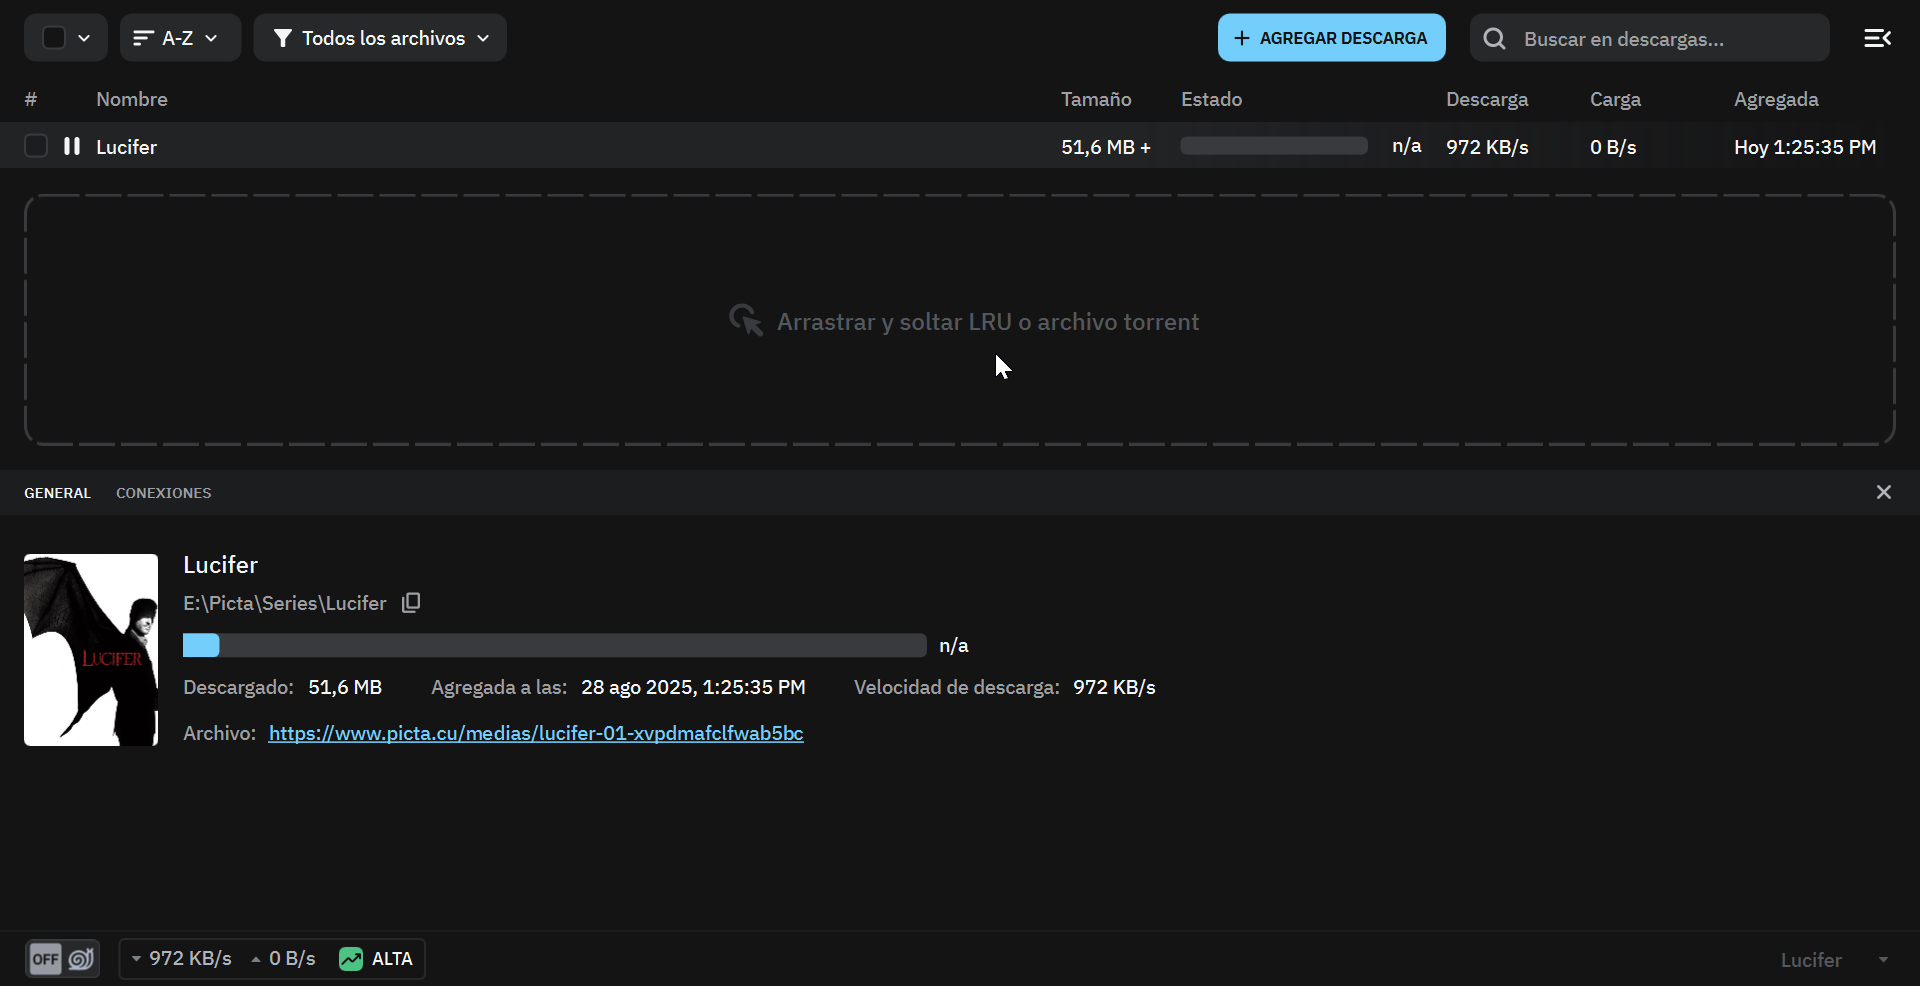 A-Z
Todos los archivos
AGREGAR DESCARGA
Buscar en descargas...
# Nombre Tamaño Estado Descarga Carga Agregada
Lucifer 51,6 MB + n/a 972 KB/s 0 B/s Hoy 1:25:35 PM
Arrastrar y soltar LRU o archivo torrent
GENERAL CONEXIONES
LUCIFER
Lucifer
E:\Picta\Series\Lucifer
n/a
Descargado: 51,6 MB Agregada a las: 28 ago 2025, 1:25:35 PM Velocidad de descarga: 972 KB/s
Archivo: https://www.picta.cu/medias/lucifer-01-xvpdmafclfwab5bc
OFF 972 KB/s 0 B/s ALTA Lucifer